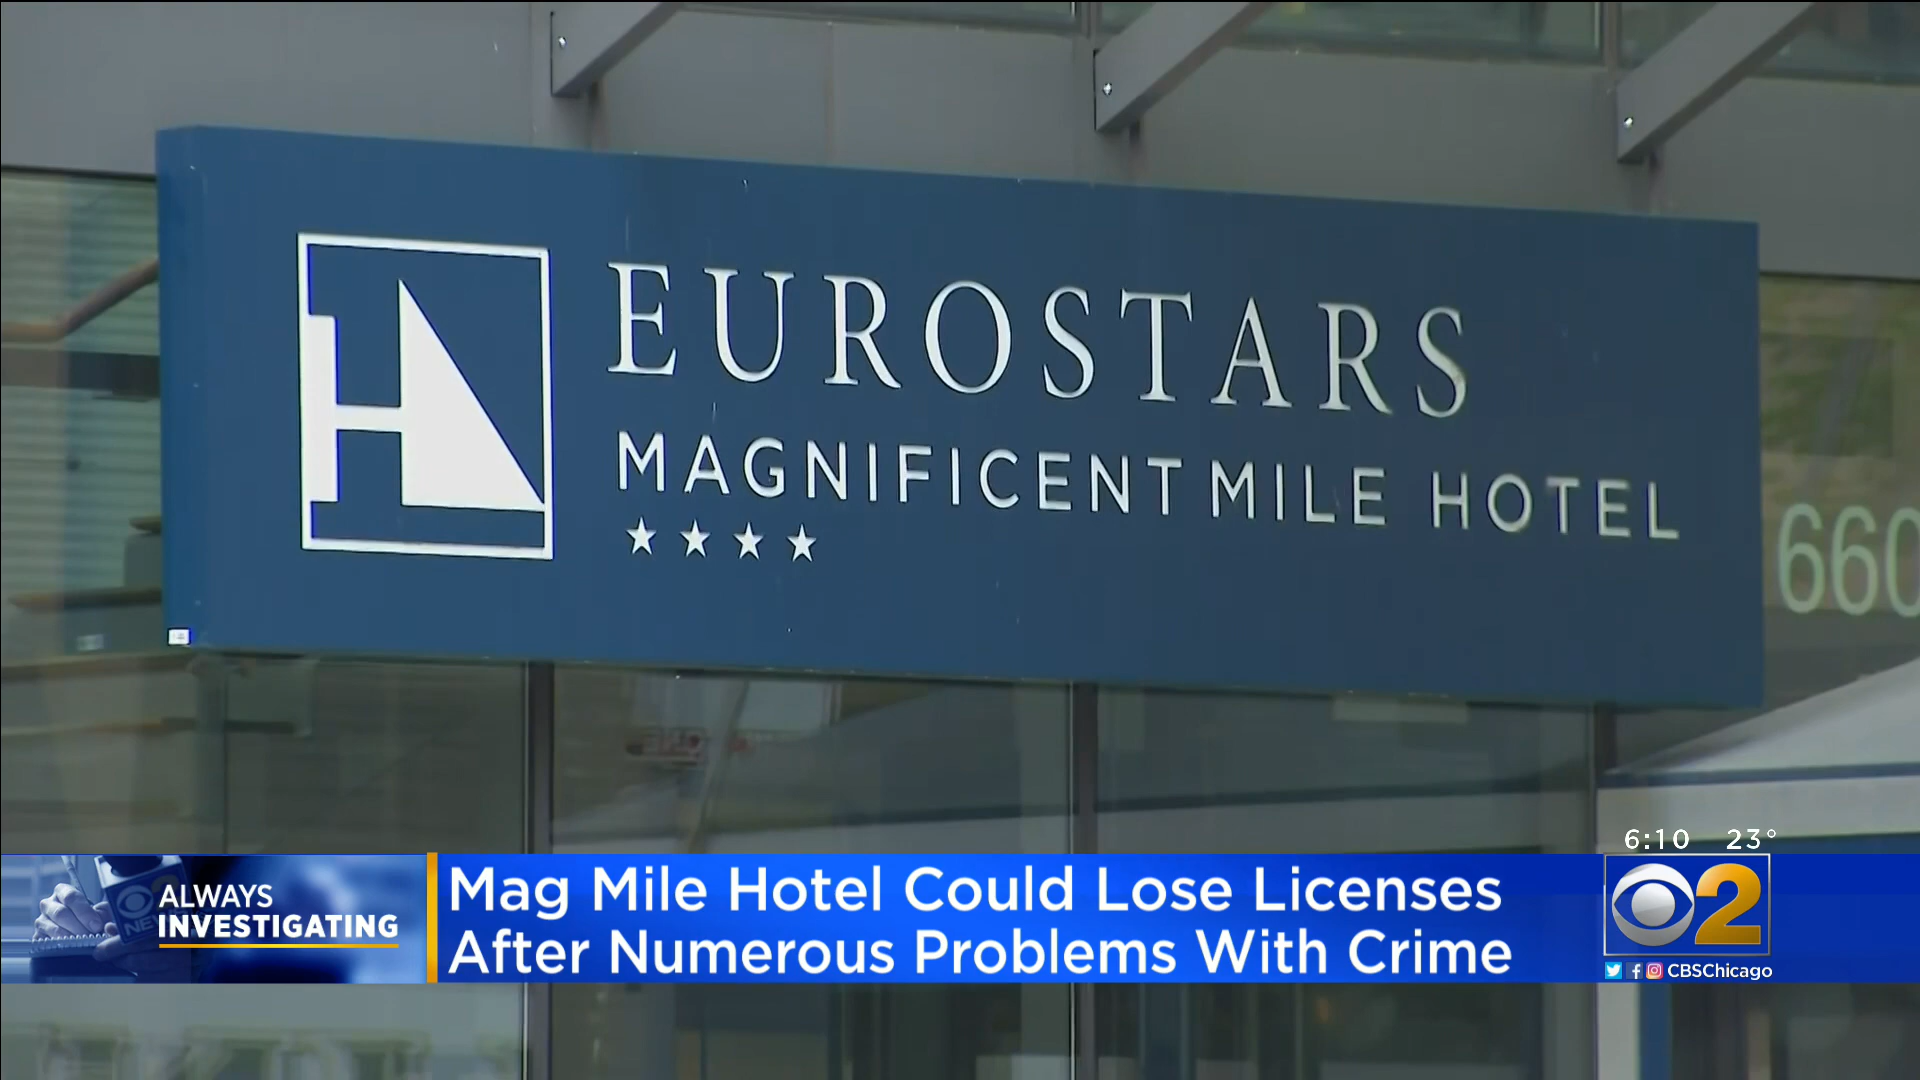 EUROSTARS
MAGNIFICENT MILE HOTEL
660
6:10 23°
ALWAYS
INVESTIGATING
Mag Mile Hotel Could Lose Licenses
After Numerous Problems With Crime
2
CBSChicago